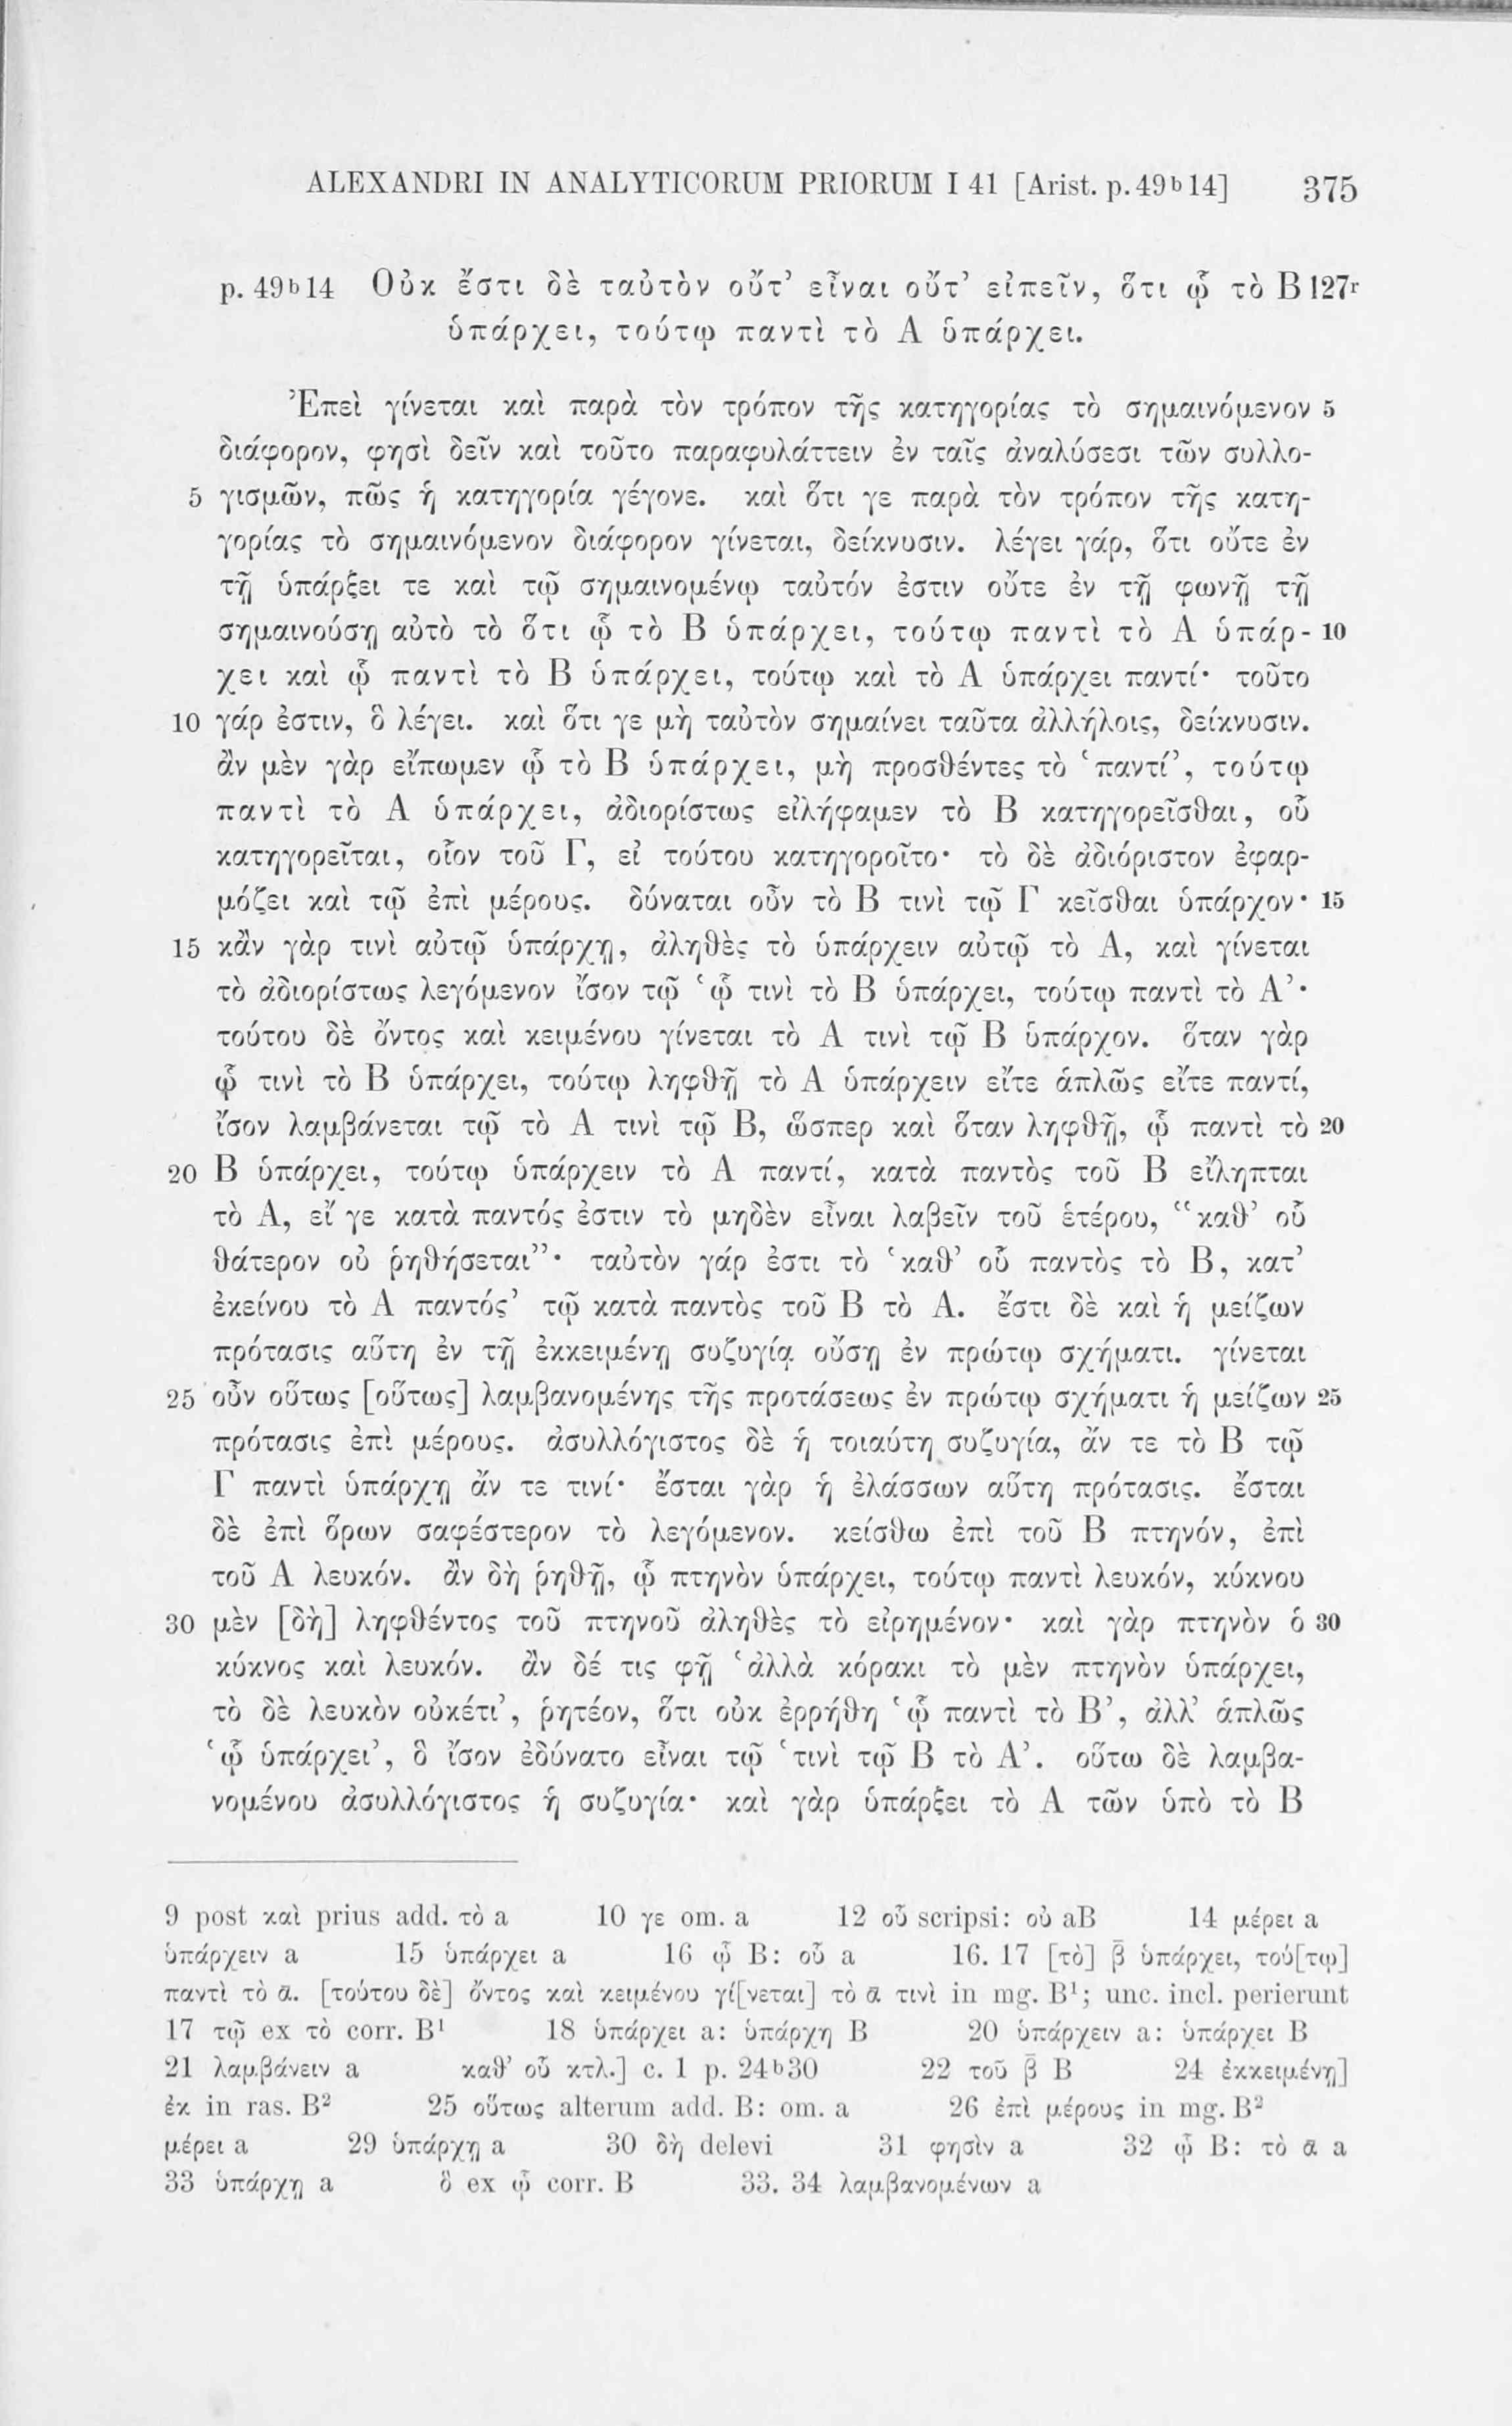 ALEXANDRI IN ANALYTICORUM PRIORUM I 41 [Arist. p. 49ᵇ14] 375
p. 49ᵇ14 Οὐκ ἔστι δὲ ταὐτὸν οὔτ’ εἶναι οὔτ’ εἰπεῖν, ὅτι ᾧ τὸ Β 127ʳ
ὑπάρχει, τούτῳ παντὶ τὸ Α ὑπάρχει.
Ἐπεὶ γίνεται καὶ παρὰ τὸν τρόπον τῆς κατηγορίας τὸ σημαινόμενον 5
διάφορον, φησὶ δεῖν καὶ τοῦτο παραφυλάττειν ἐν ταῖς ἀναλύσεσι τῶν συλλο-
5 γισμῶν, πῶς ἡ κατηγορία γέγονε. καὶ ὅτι γε παρὰ τὸν τρόπον τῆς κατη-
γορίας τὸ σημαινόμενον διάφορον γίνεται, δείκνυσιν. λέγει γάρ, ὅτι οὔτε ἐν
τῇ ὑπάρξει τε καὶ τῷ σημαινομένῳ ταὐτόν ἐστιν οὔτε ἐν τῇ φωνῇ τῇ
σημαινούσῃ αὐτὸ τὸ ὅτι ᾧ τὸ Β ὑπάρχει, τούτῳ παντὶ τὸ Α ὑπάρ- 10
χει καὶ ᾧ παντὶ τὸ Β ὑπάρχει, τούτῳ καὶ τὸ Α ὑπάρχει παντί· τοῦτο
10 γάρ ἐστιν, ὃ λέγει. καὶ ὅτι γε μὴ ταὐτὸν σημαίνει ταῦτα ἀλλήλοις, δείκνυσιν.
ἂν μὲν γὰρ εἴπωμεν ᾧ τὸ Β ὑπάρχει, μὴ προσθέντες τὸ ‘παντί’, τούτῳ
παντὶ τὸ Α ὑπάρχει, ἀδιορίστως εἰλήφαμεν τὸ Β κατηγορεῖσθαι, οὗ
κατηγορεῖται, οἷον τοῦ Γ, εἰ τούτου κατηγοροῖτο· τὸ δὲ ἀδιόριστον ἐφαρ-
μόζει καὶ τῷ ἐπὶ μέρους. δύναται οὖν τὸ Β τινὶ τῷ Γ κεῖσθαι ὑπάρχον· 15
15 κἂν γὰρ τινὶ αὐτῷ ὑπάρχῃ, ἀληθὲς τὸ ὑπάρχειν αὐτῷ τὸ Α, καὶ γίνεται
τὸ ἀδιορίστως λεγόμενον ἴσον τῷ ‘ᾧ τινὶ τὸ Β ὑπάρχει, τούτῳ παντὶ τὸ Α’·
τούτου δὲ ὄντος καὶ κειμένου γίνεται τὸ Α τινὶ τῷ Β ὑπάρχον. ὅταν γὰρ
ᾧ τινὶ τὸ Β ὑπάρχει, τούτῳ ληφθῇ τὸ Α ὑπάρχειν εἴτε ἁπλῶς εἴτε παντί,
ἴσον λαμβάνεται τῷ τὸ Α τινὶ τῷ Β, ὥσπερ καὶ ὅταν ληφθῇ, ᾧ παντὶ τὸ 20
20 Β ὑπάρχει, τούτῳ ὑπάρχειν τὸ Α παντί, κατὰ παντὸς τοῦ Β εἴληπται
τὸ Α, εἴ γε κατὰ παντός ἐστιν τὸ μηδὲν εἶναι λαβεῖν τοῦ ἑτέρου, “καθ’ οὗ
θάτερον οὐ ῥηθήσεται”· ταὐτὸν γάρ ἐστι τὸ ‘καθ’ οὗ παντὸς τὸ Β, κατ’
ἐκείνου τὸ Α παντός’ τῷ κατὰ παντὸς τοῦ Β τὸ Α. ἔστι δὲ καὶ ἡ μείζων
πρότασις αὕτη ἐν τῇ ἐκκειμένῃ συζυγίᾳ οὔσῃ ἐν πρώτῳ σχήματι. γίνεται
25 οὖν οὕτως [οὕτως] λαμβανομένης τῆς προτάσεως ἐν πρώτῳ σχήματι ἡ μείζων 25
πρότασις ἐπὶ μέρους. ἀσυλλόγιστος δὲ ἡ τοιαύτη συζυγία, ἄν τε τὸ Β τῷ
Γ παντὶ ὑπάρχῃ ἄν τε τινί· ἔσται γὰρ ἡ ἐλάσσων αὕτη πρότασις. ἔσται
δὲ ἐπὶ ὅρων σαφέστερον τὸ λεγόμενον. κείσθω ἐπὶ τοῦ Β πτηνόν, ἐπὶ
τοῦ Α λευκόν. ἂν δὴ ῥηθῇ, ᾧ πτηνὸν ὑπάρχει, τούτῳ παντὶ λευκόν, κύκνου
30 μὲν [δὴ] ληφθέντος τοῦ πτηνοῦ ἀληθὲς τὸ εἰρημένον· καὶ γὰρ πτηνὸν ὁ 30
κύκνος καὶ λευκόν. ἂν δέ τις φῇ ‘ἀλλὰ κόρακι τὸ μὲν πτηνὸν ὑπάρχει,
τὸ δὲ λευκὸν οὐκέτι’, ῥητέον, ὅτι οὐκ ἐρρήθη ‘ᾧ παντὶ τὸ Β’, ἀλλ’ ἁπλῶς
‘ᾧ ὑπάρχει’, ὃ ἴσον ἐδύνατο εἶναι τῷ ‘τινὶ τῷ Β τὸ Α’. οὕτω δὲ λαμβα-
νομένου ἀσυλλόγιστος ἡ συζυγία· καὶ γὰρ ὑπάρξει τὸ Α τῶν ὑπὸ τὸ Β
9 post καὶ prius add. τὸ a 10 γε om. a 12 οὗ scripsi: οὐ aB 14 μέρει a
ὑπάρχειν a 15 ὑπάρχει a 16 ᾧ B: οὗ a 16. 17 [τὸ] β̄ ὑπάρχει, τού[τῳ]
παντὶ τὸ ᾱ. [τούτου δὲ] ὄντος καὶ κειμένου γί[νεται] τὸ ᾱ τινὶ in mg. B¹; unc. incl. perierunt
17 τῷ ex τὸ corr. B¹ 18 ὑπάρχει a: ὑπάρχῃ B 20 ὑπάρχειν a: ὑπάρχει B
21 λαμβάνειν a καθ’ οὗ κτλ.] c. 1 p. 24ᵇ30 22 τοῦ β̄ B 24 ἐκκειμένῃ]
ἐκ in ras. B² 25 οὕτως alterum add. B: om. a 26 ἐπὶ μέρους in mg. B²
μέρει a 29 ὑπάρχῃ a 30 δὴ delevi 31 φησὶν a 32 ᾧ B: τὸ ᾱ a
33 ὑπάρχῃ a ὃ ex ᾧ corr. B 33. 34 λαμβανομένων a